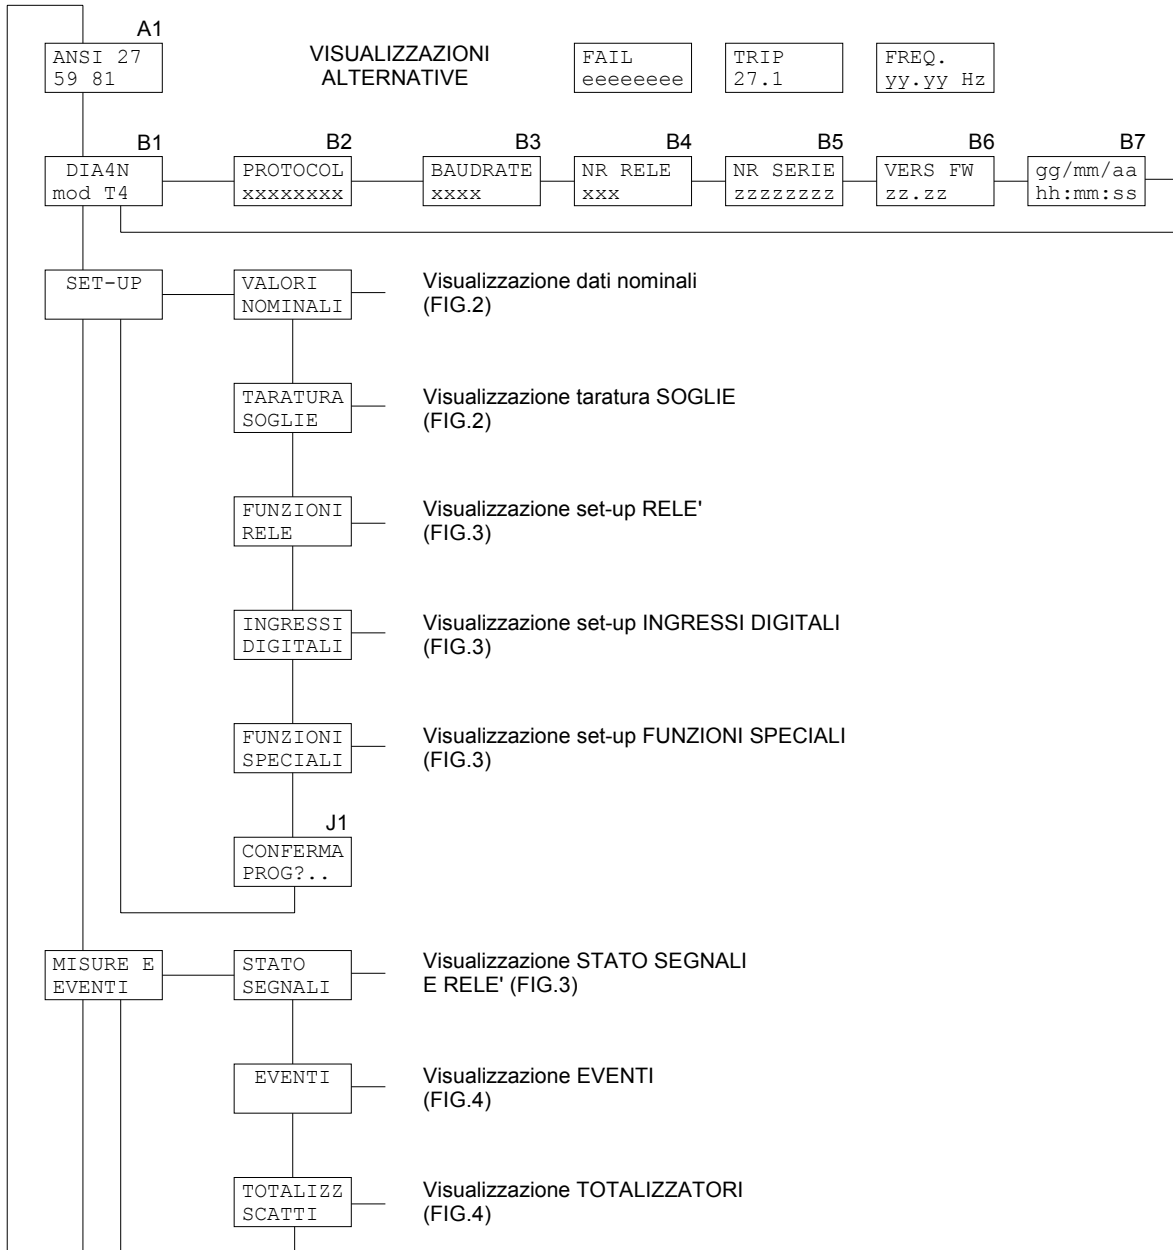 A1
ANSI 27
59 81
VISUALIZZAZIONI
ALTERNATIVE
FAIL
eeeeeeee
TRIP
27.1
FREQ.
yy.yy Hz
B1
DIA4N
mod T4
B2
PROTOCOL
xxxxxxxx
B3
BAUDRATE
xxxx
B4
NR RELE
xxx
B5
NR SERIE
zzzzzzzz
B6
VERS FW
zz.zz
B7
gg/mm/aa
hh:mm:ss
SET-UP
VALORI
NOMINALI
Visualizzazione dati nominali
(FIG.2)
TARATURA
SOGLIE
Visualizzazione taratura SOGLIE
(FIG.2)
FUNZIONI
RELE
Visualizzazione set-up RELE'
(FIG.3)
INGRESSI
DIGITALI
Visualizzazione set-up INGRESSI DIGITALI
(FIG.3)
FUNZIONI
SPECIALI
Visualizzazione set-up FUNZIONI SPECIALI
(FIG.3)
J1
CONFERMA
PROG?..
MISURE E
EVENTI
STATO
SEGNALI
Visualizzazione STATO SEGNALI
E RELE' (FIG.3)
EVENTI
Visualizzazione EVENTI
(FIG.4)
TOTALIZZ
SCATTI
Visualizzazione TOTALIZZATORI
(FIG.4)